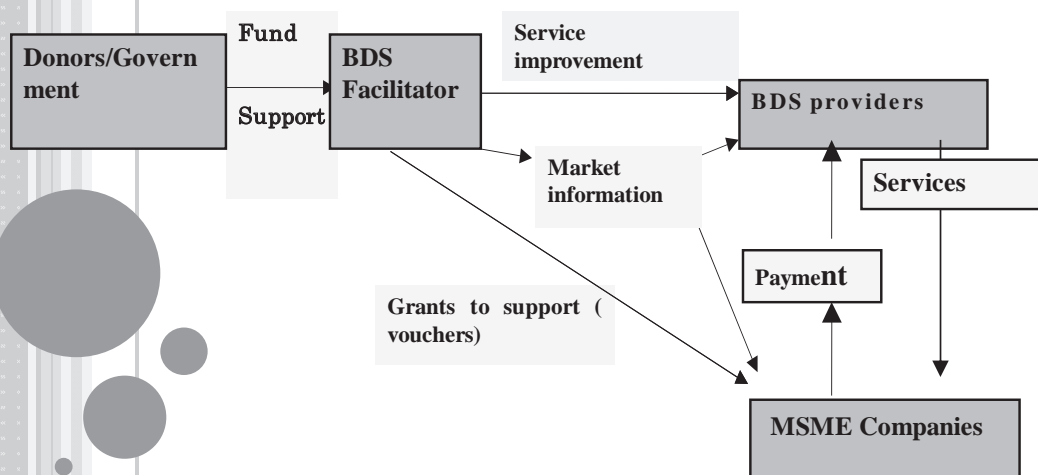 Donors/Govern
ment
Fund
Support
BDS
Facilitator
Service
improvement
BDS providers
Market
information
Services
Payment
Grants to support (
vouchers)
MSME Companies